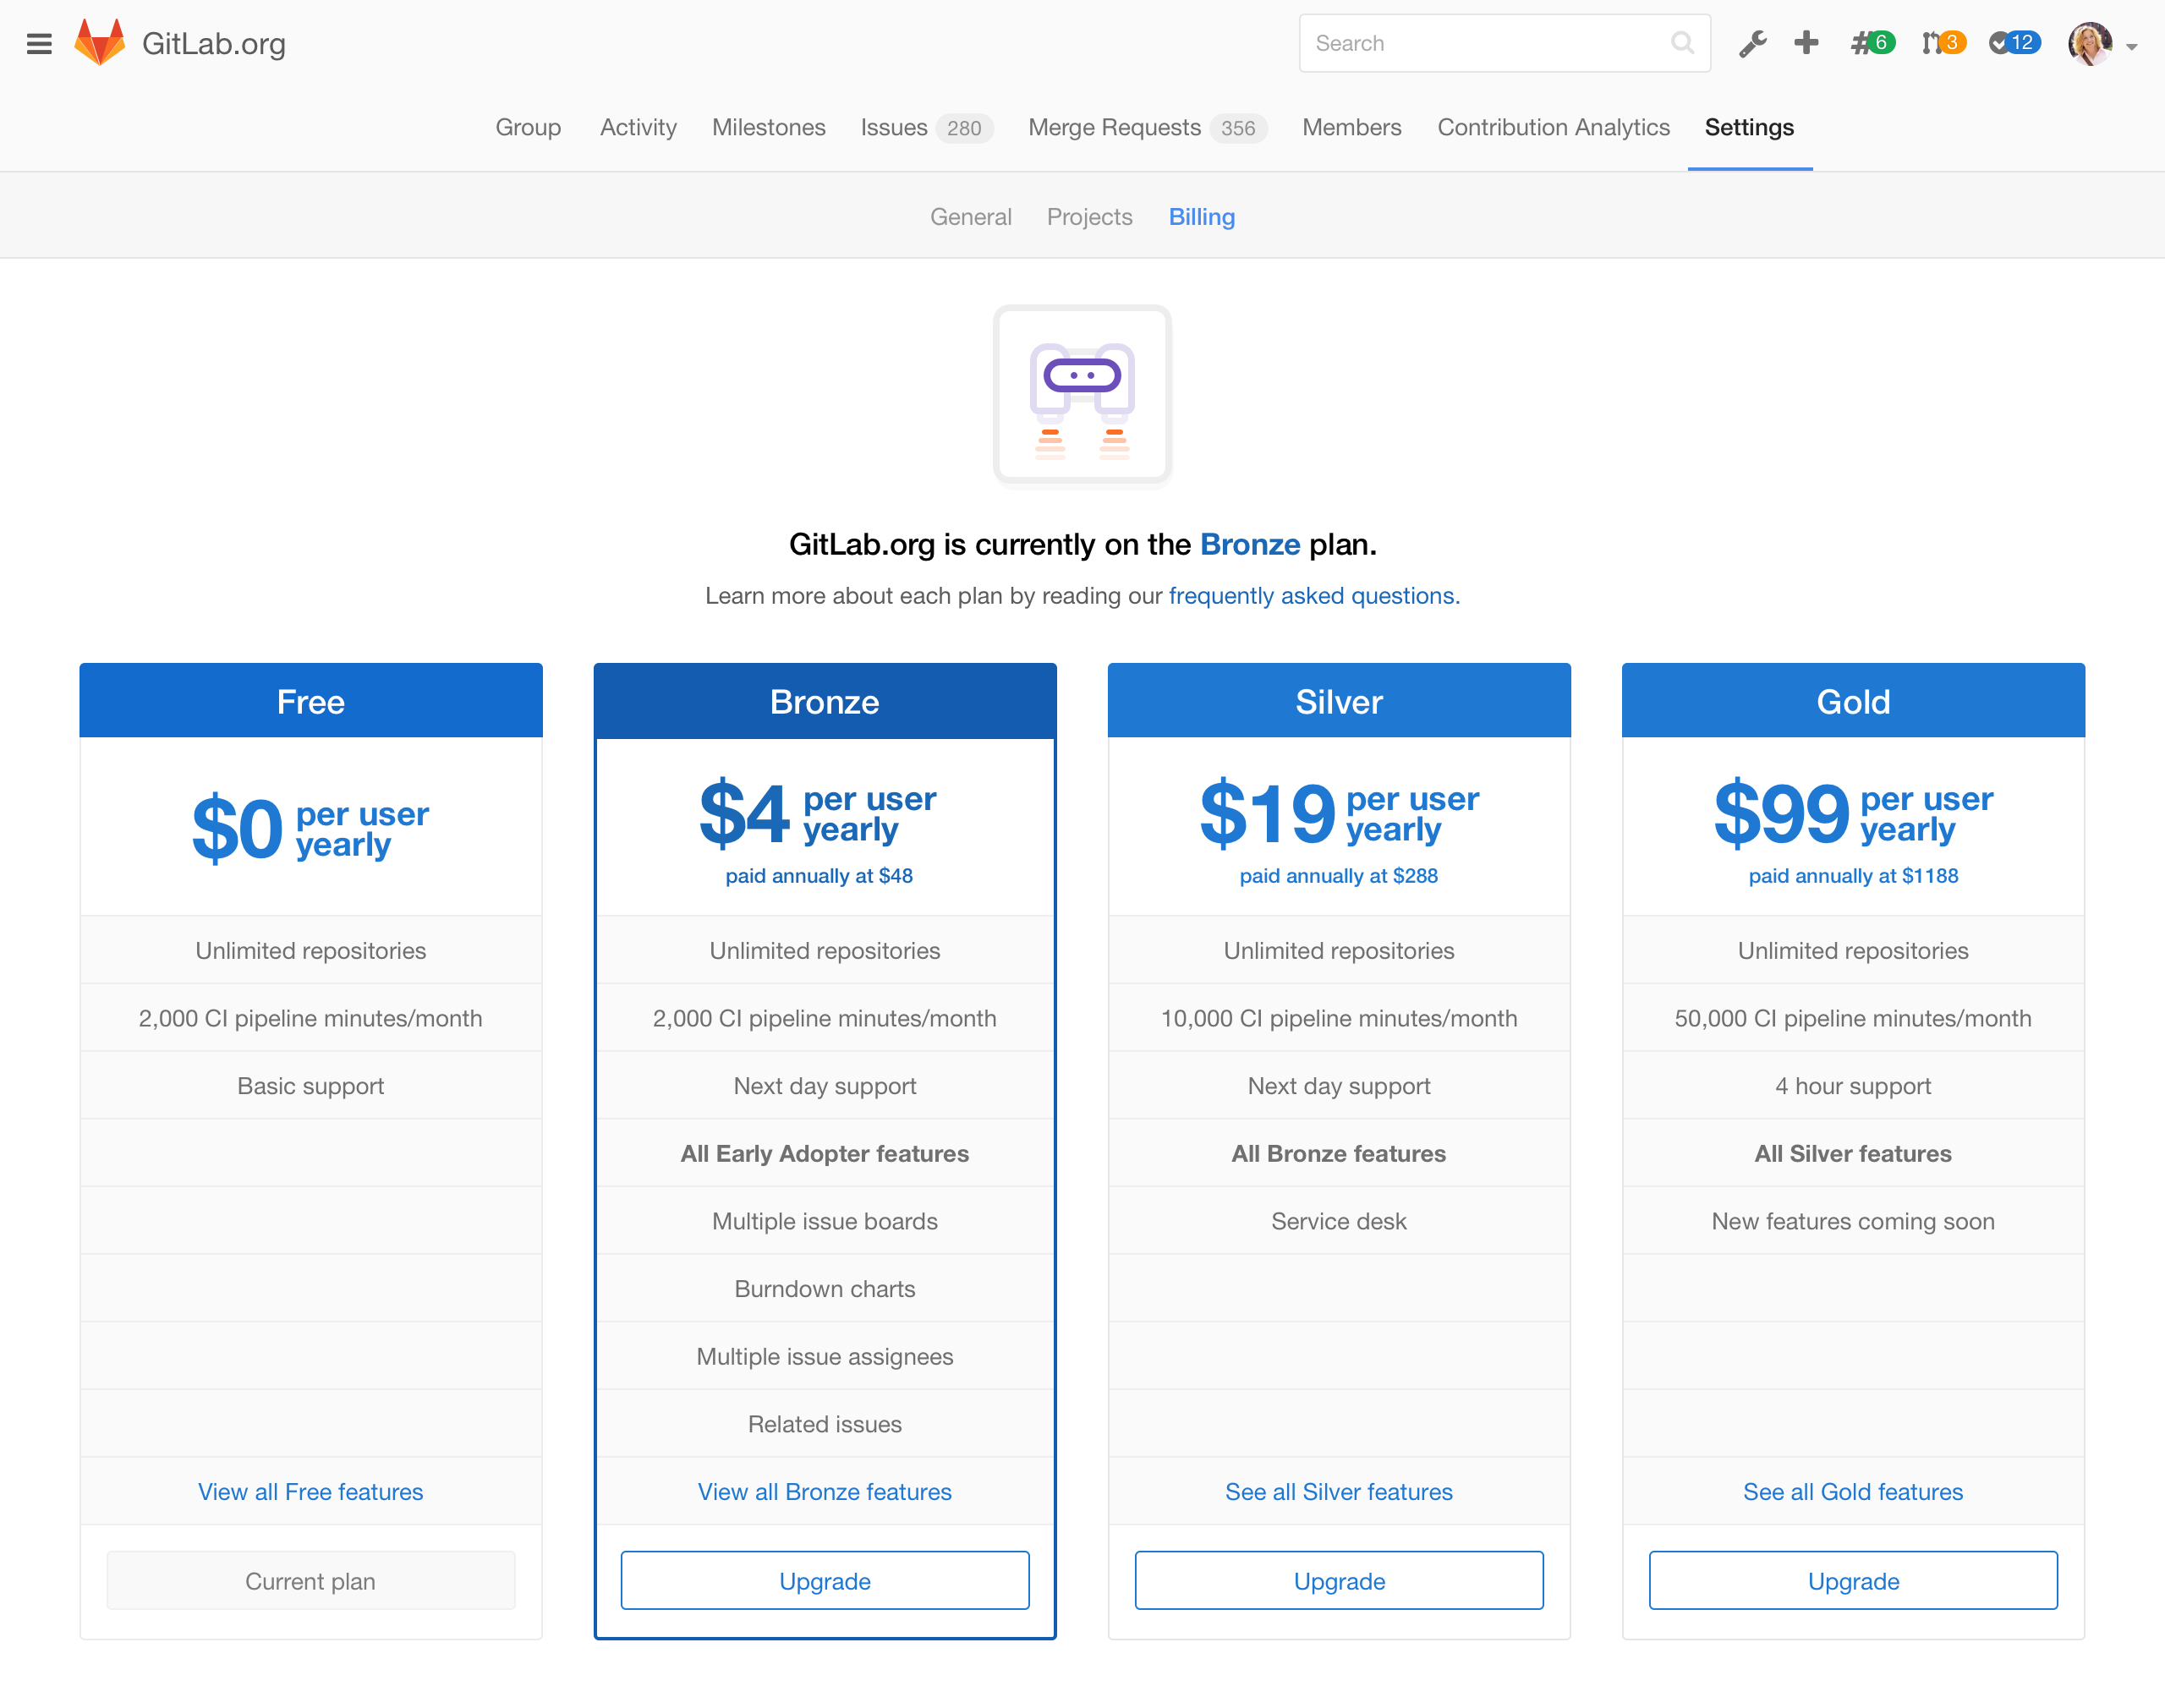 GitLab.org
Search
6
3
12
Group Activity Milestones Issues 280 Merge Requests 356 Members Contribution Analytics Settings
General Projects Billing
GitLab.org is currently on the Bronze plan.
Learn more about each plan by reading our frequently asked questions.
Free
$0 per user
yearly
Unlimited repositories
2,000 CI pipeline minutes/month
Basic support
View all Free features
Current plan
Bronze
$4 per user
yearly
paid annually at $48
Unlimited repositories
2,000 CI pipeline minutes/month
Next day support
All Early Adopter features
Multiple issue boards
Burndown charts
Multiple issue assignees
Related issues
View all Bronze features
Upgrade
Silver
$19 per user
yearly
paid annually at $288
Unlimited repositories
10,000 CI pipeline minutes/month
Next day support
All Bronze features
Service desk
See all Silver features
Upgrade
Gold
$99 per user
yearly
paid annually at $1188
Unlimited repositories
50,000 CI pipeline minutes/month
4 hour support
All Silver features
New features coming soon
See all Gold features
Upgrade